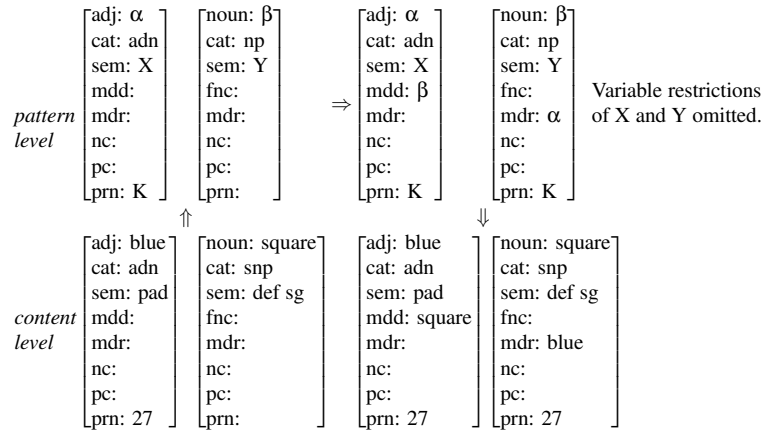 [adj: α] [noun: β] [adj: α] [noun: β]
cat: adn cat: np cat: adn cat: np
sem: X sem: Y sem: X sem: Y
mdd: fnc: ⇒ mdd: β fnc: Variable restrictions
pattern mdr: mdr: mdr: mdr: α of X and Y omitted.
level nc: nc: nc: nc:
pc: pc: pc: pc:
prn: K prn: prn: K prn: K
⇑ ⇓
adj: blue noun: square adj: blue noun: square
cat: adn cat: snp cat: adn cat: snp
sem: pad sem: def sg sem: pad sem: def sg
content mdd: fnc: mdd: square fnc:
level mdr: mdr: mdr: mdr: blue
nc: nc: nc: nc:
pc: pc: pc: pc:
prn: 27 prn: prn: 27 prn: 27